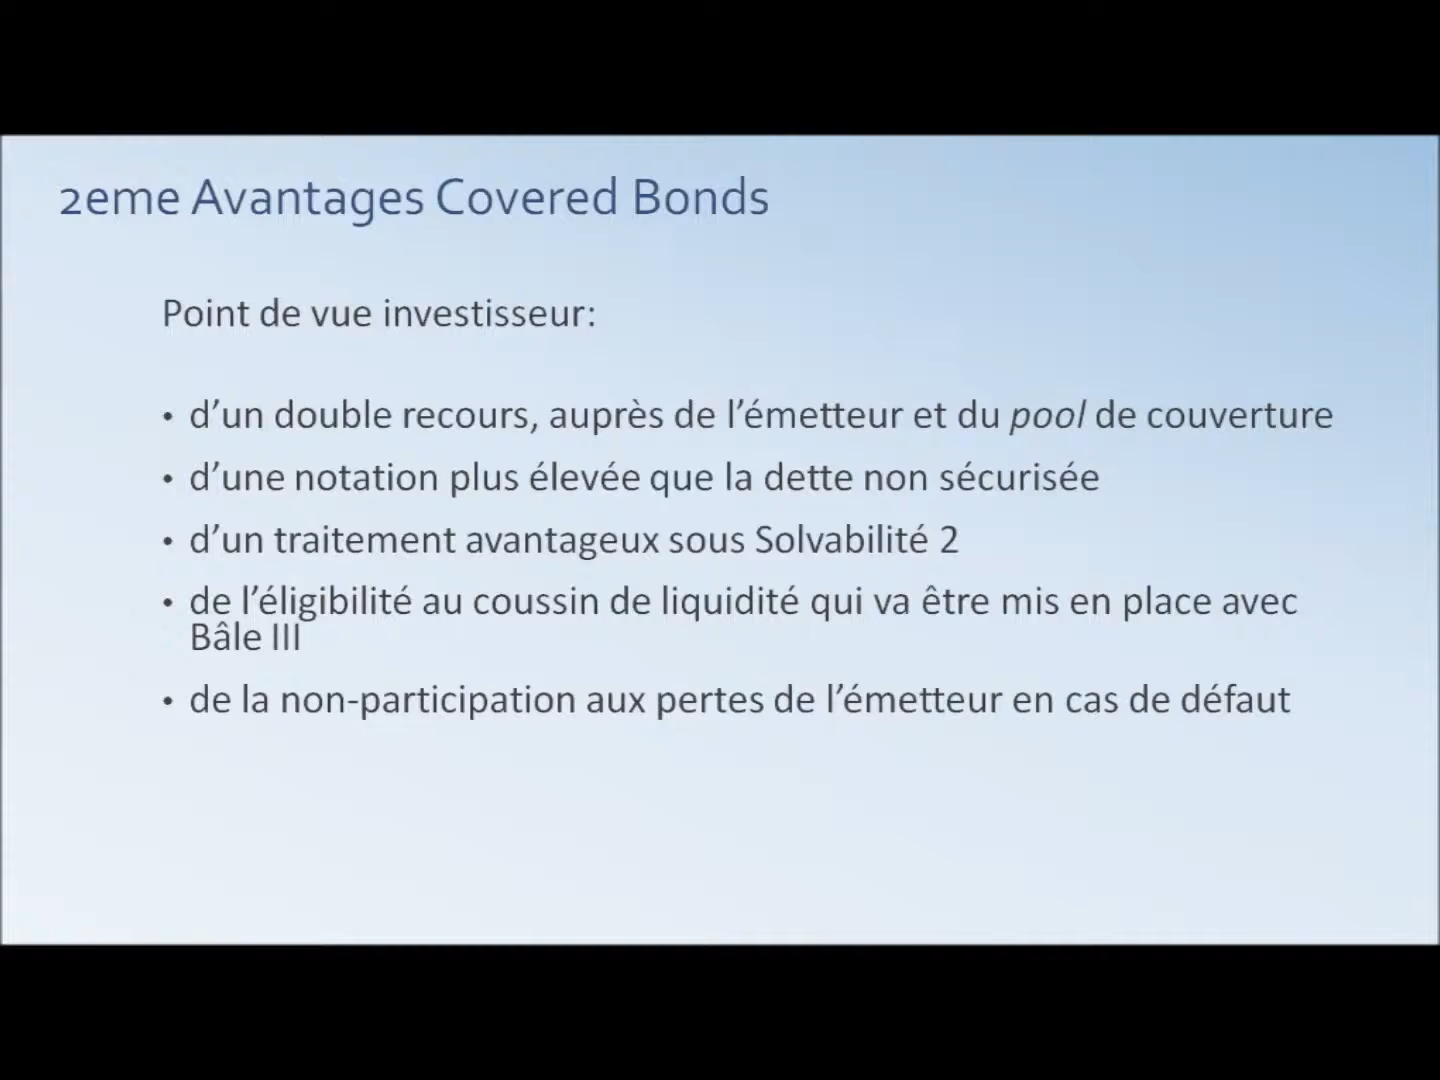 2eme Avantages Covered Bonds
Point de vue investisseur:
• d’un double recours, auprès de l’émetteur et du pool de couverture
• d’une notation plus élevée que la dette non sécurisée
• d’un traitement avantageux sous Solvabilité 2
• de l’éligibilité au coussin de liquidité qui va être mis en place avec
Bâle III
• de la non-participation aux pertes de l’émetteur en cas de défaut